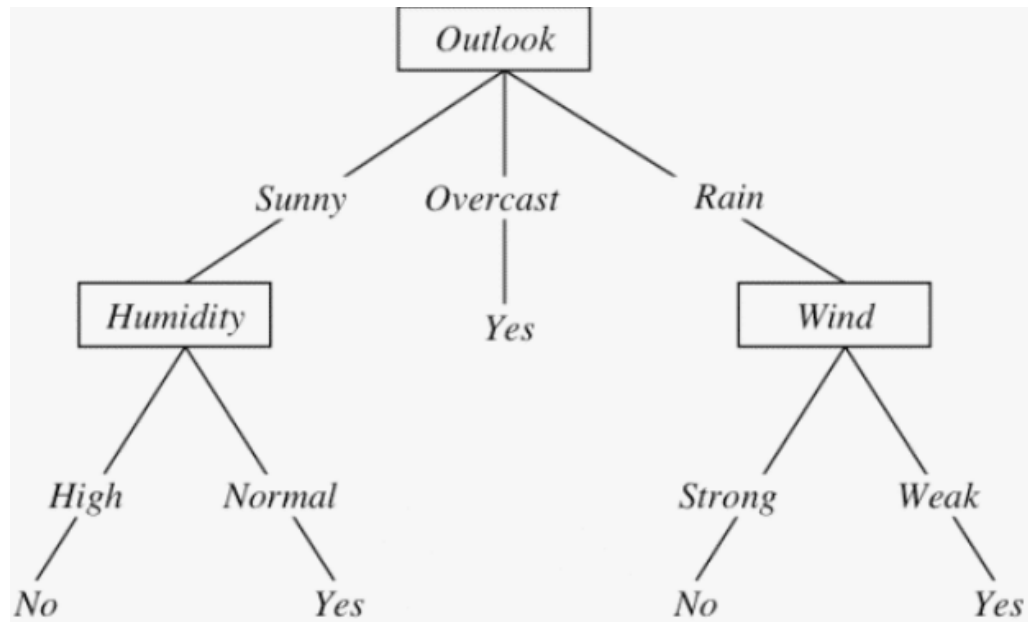 Outlook
Sunny Overcast Rain
Humidity Yes Wind
High Normal Strong Weak
No Yes No Yes